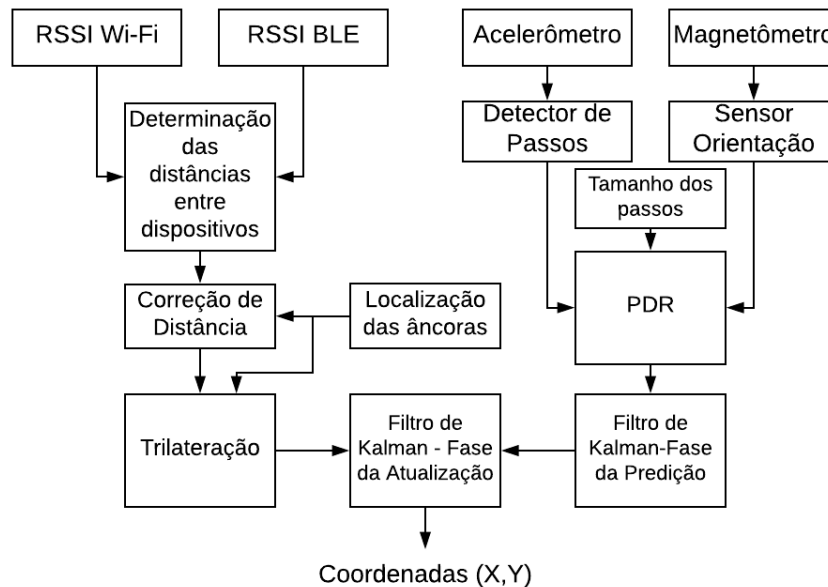 RSSI Wi-Fi
RSSI BLE
Acelerômetro
Magnetômetro
Determinação
das
distâncias
entre
dispositivos
Detector de
Passos
Sensor
Orientação
Tamanho dos
passos
Correção de
Distância
Localização
das âncoras
PDR
Trilateração
Filtro de
Kalman - Fase
da Atualização
Filtro de
Kalman-Fase
da Predição
Coordenadas (X,Y)